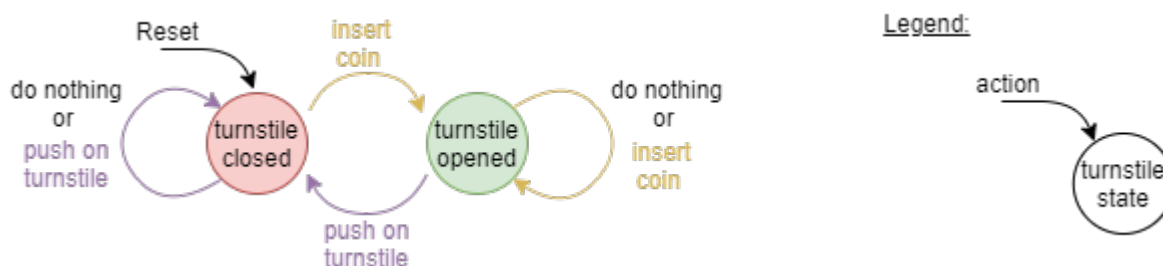 Reset
insert
coin
do nothing
or
push on
turnstile
turnstile
closed
turnstile
opened
do nothing
or
insert
coin
push on
turnstile
Legend:
action
turnstile
state